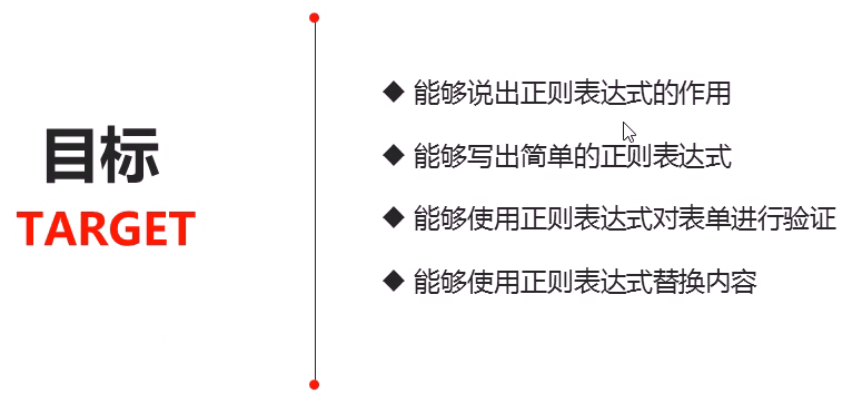 目标
TARGET
◆ 能够说出正则表达式的作用
◆ 能够写出简单的正则表达式
◆ 能够使用正则表达式对表单进行验证
◆ 能够使用正则表达式替换内容